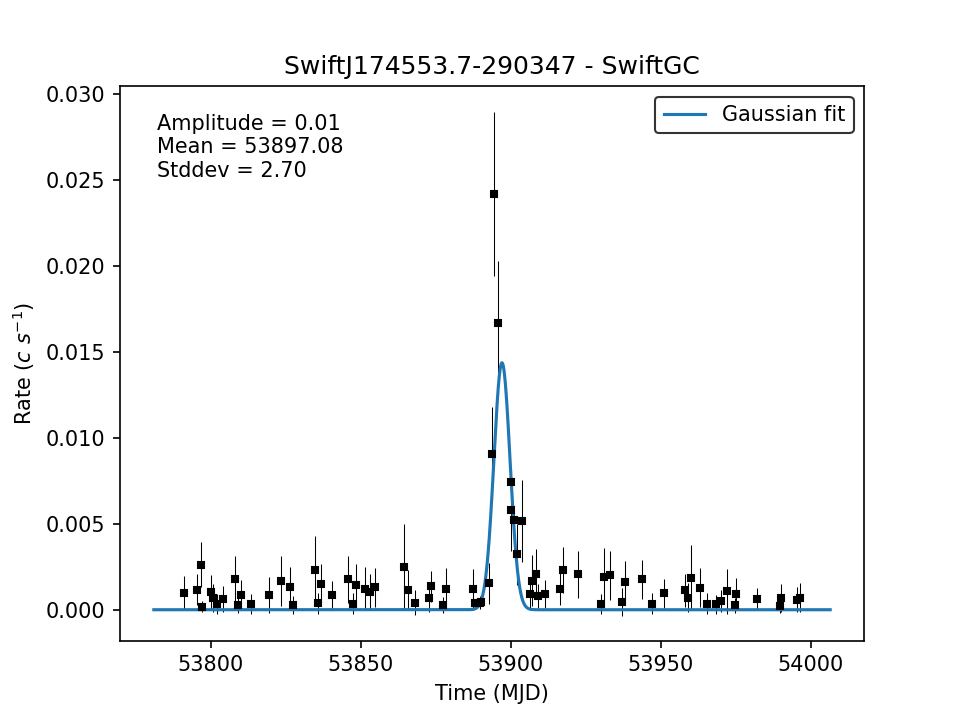 SwiftJ174553.7-290347 - SwiftGC
Amplitude = 0.01
Mean = 53897.08
Stddev = 2.70
Gaussian fit
0.030
0.025
0.020
0.015
0.010
0.005
0.000
Rate (c s⁻¹)
53800 53850 53900 53950 54000
Time (MJD)